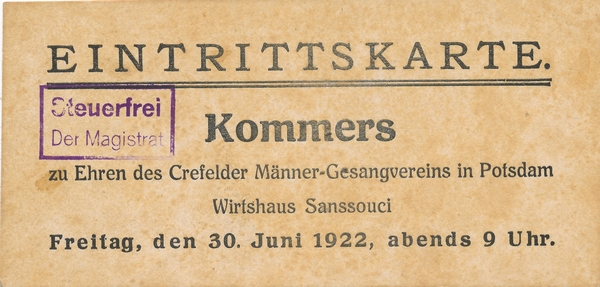 EINTRITTSKARTE.
Steuerfrei
Der Magistrat
Kommers
zu Ehren des Crefelder Männer-Gesangvereins in Potsdam
Wirtshaus Sanssouci
Freitag, den 30. Juni 1922, abends 9 Uhr.